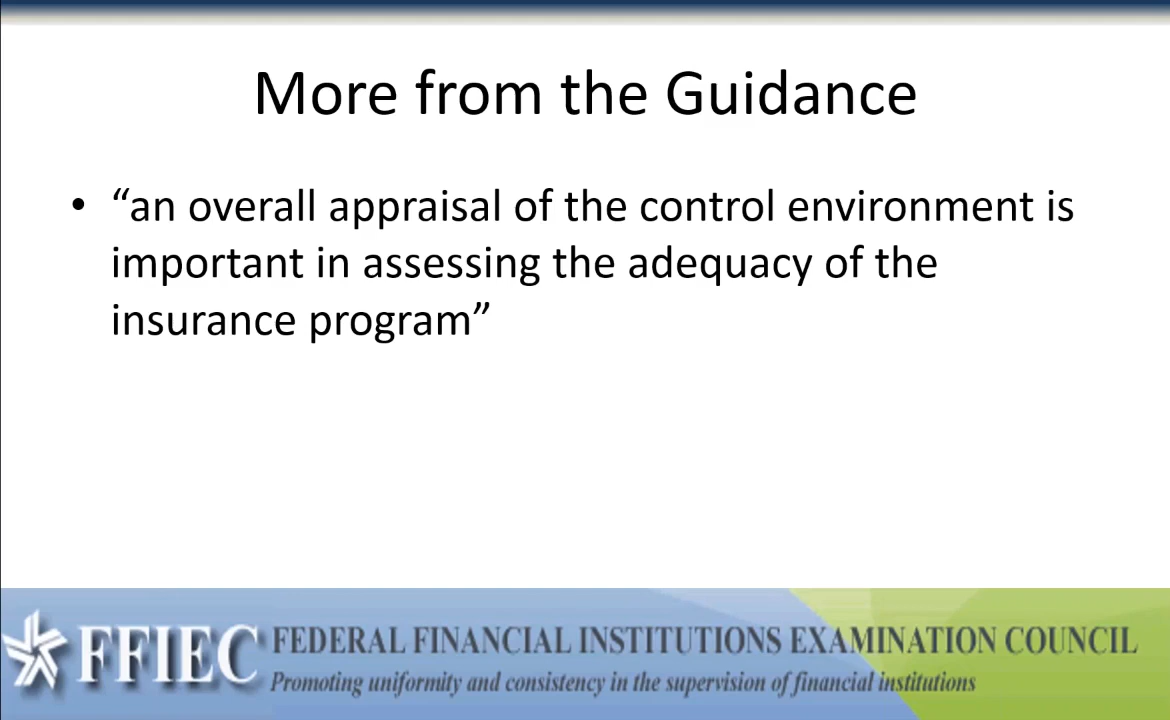 More from the Guidance
• “an overall appraisal of the control environment is
important in assessing the adequacy of the
insurance program”
FFIEC FEDERAL FINANCIAL INSTITUTIONS EXAMINATION COUNCIL
Promoting uniformity and consistency in the supervision of financial institutions